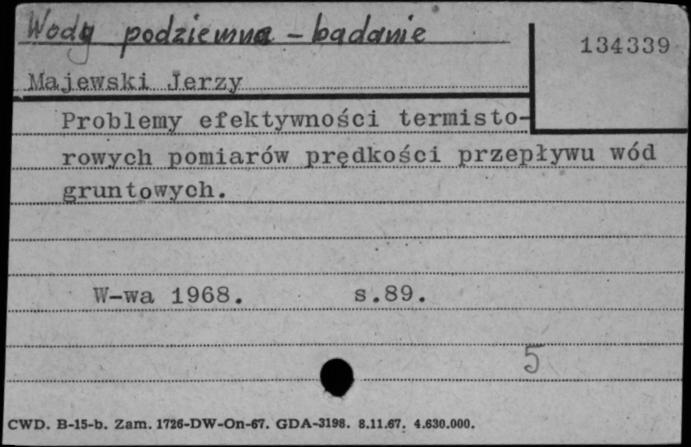 Wody podziemne - badanie
134339
Majewski Jerzy
Problemy efektywności termisto-
rowych pomiarów prędkości przepływu wód
gruntowych.
W-wa 1968. s.89.
5
CWD. B-15-b. Zam. 1726-DW-On-67. GDA-3198. 8.11.67. 4.630.000.